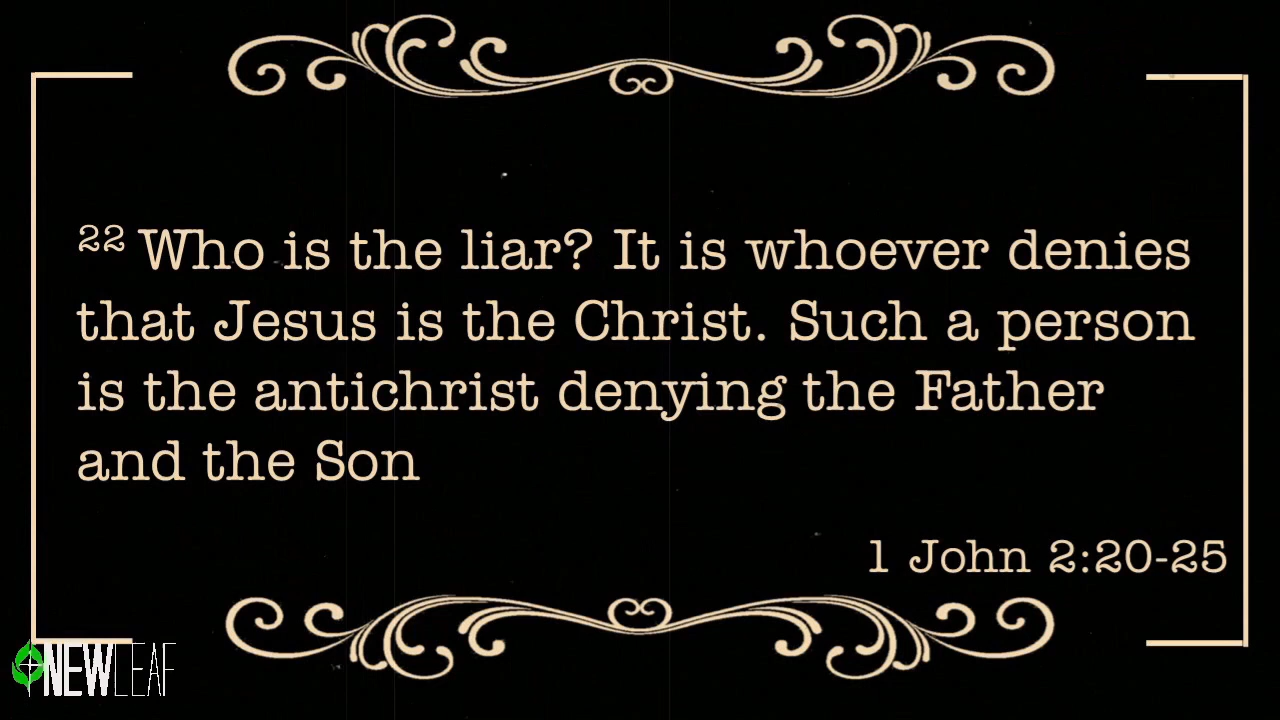 22 Who is the liar? It is whoever denies
that Jesus is the Christ. Such a person
is the antichrist denying the Father
and the Son
1 John 2:20-25
NEWLEAF